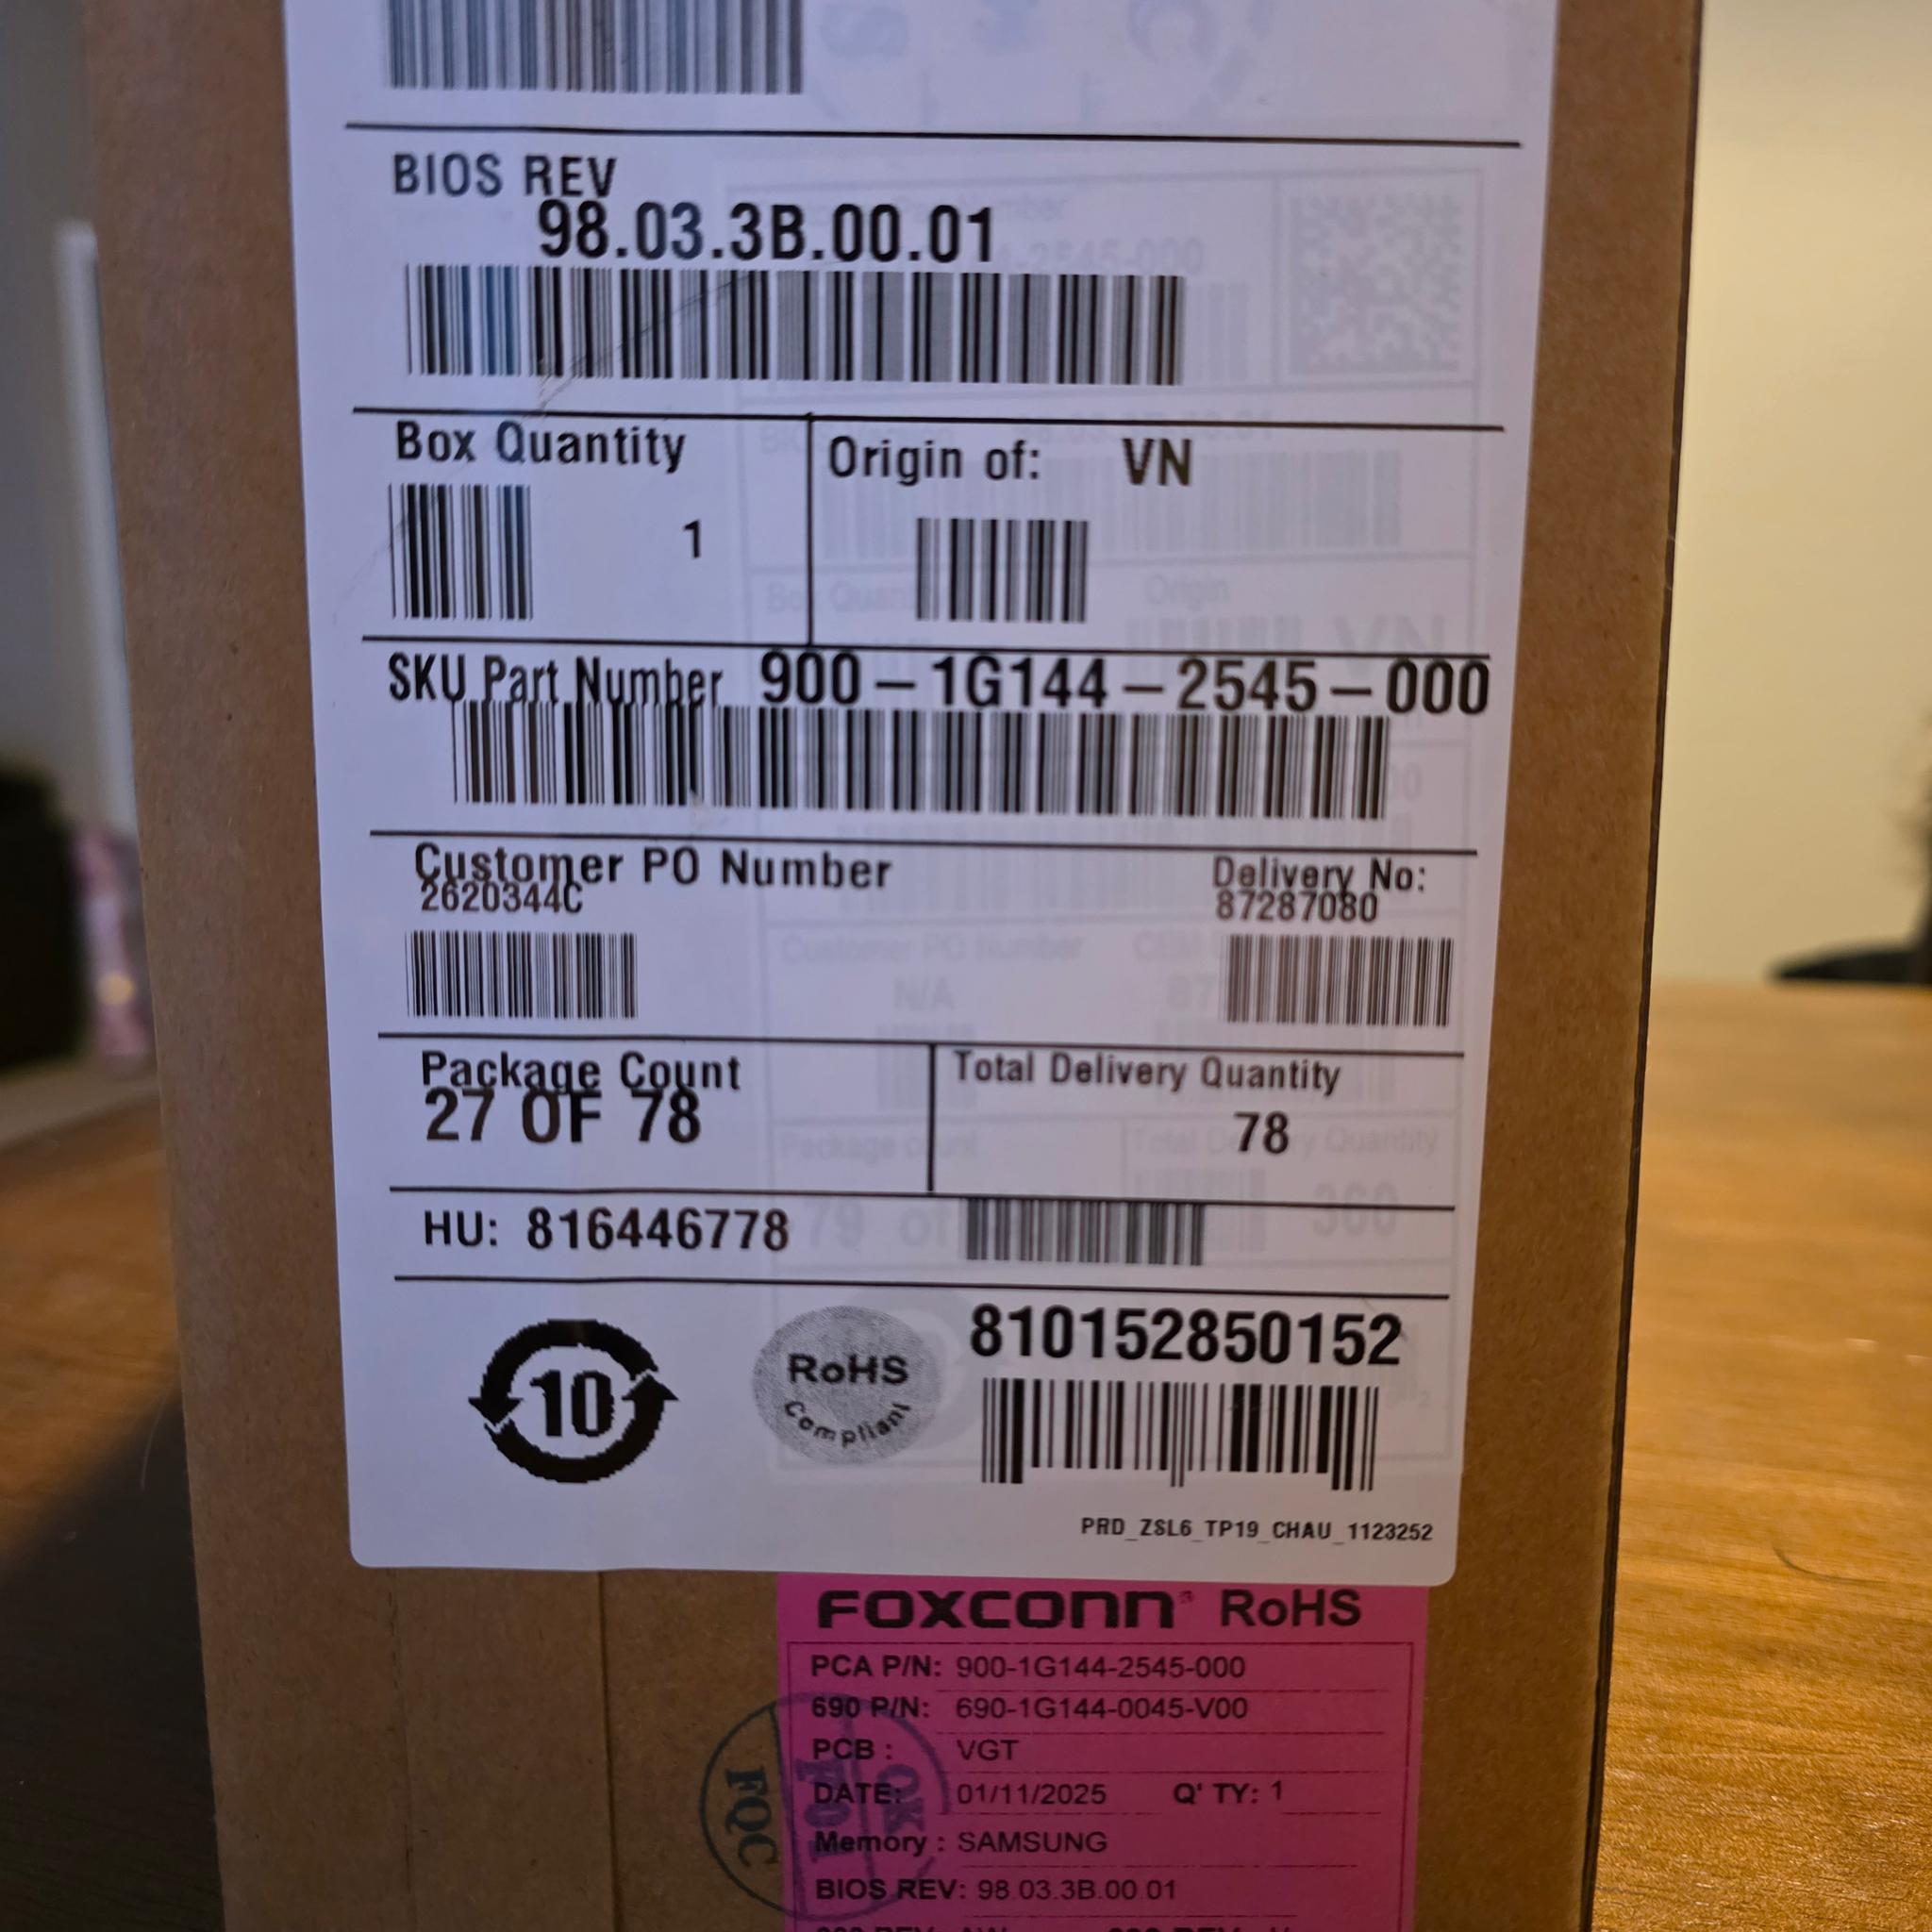 BIOS REV
98.03.3B.00.01
Box Quantity
1
Origin of: VN
SKU Part Number 900-1G144-2545-000
Customer PO Number
2620344C
Delivery No:
87287080
Package Count
27 OF 78
Total Delivery Quantity
78
HU: 816446778
10
RoHS
Compliant
810152850152
PRD_ZSL6_TP19_CHAU_1123252
FOXCONN® RoHS
PCA P/N: 900-1G144-2545-000
690 P/N: 690-1G144-0045-V00
PCB : VGT
DATE: 01/11/2025 Q' TY: 1
Memory : SAMSUNG
BIOS REV: 98.03.3B.00.01
FQC
OK